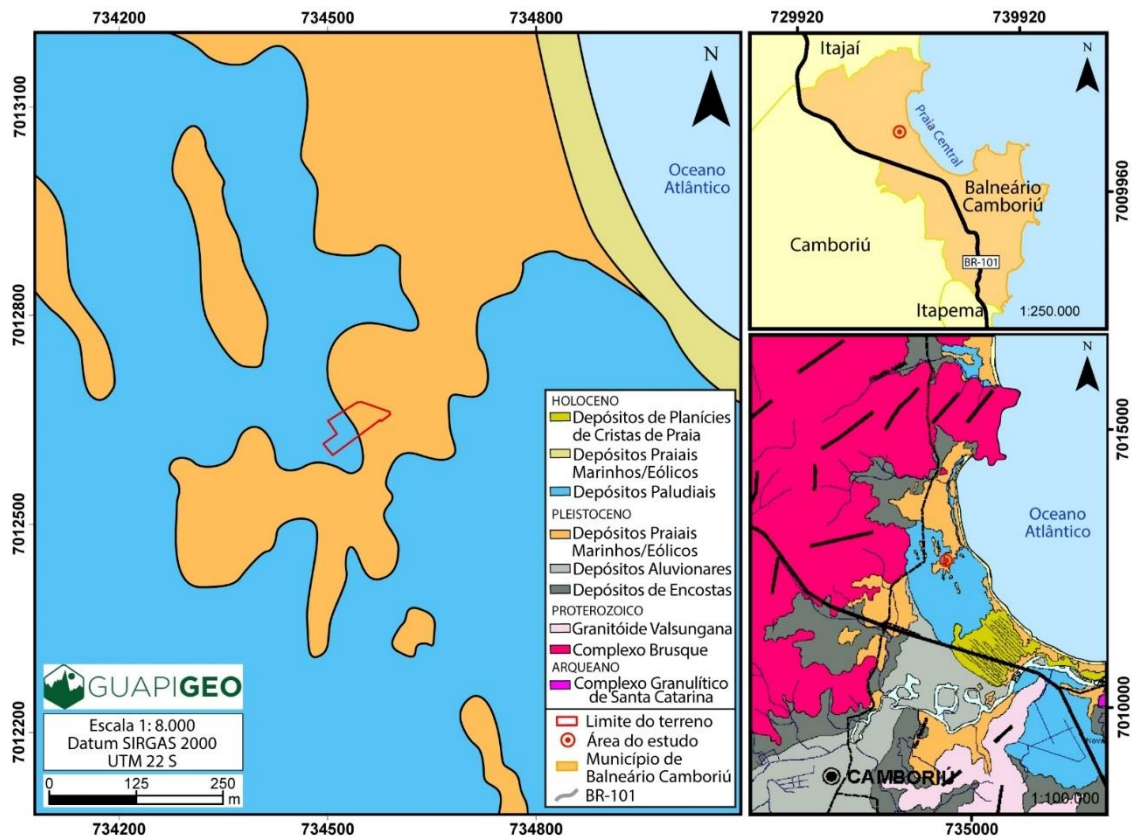 734200
734500
734800
7013100
7012800
7012500
7012200
N
Oceano
Atlântico
HOLOCENO
Depósitos de Planícies
de Cristas de Praia
Depósitos Praiais
Marinhos/Eólicos
Depósitos Paludiais
PLEISTOCENO
Depósitos Praiais
Marinhos/Eólicos
Depósitos Aluvionares
Depósitos de Encostas
PROTEROZOICO
Granitóide Valsungana
Complexo Brusque
ARQUEANO
Complexo Granulítico
de Santa Catarina
Limite do terreno
Área do estudo
Município de
Balneário Camboriú
BR-101
GUAPIGEO
Escala 1: 8.000
Datum SIRGAS 2000
UTM 22 S
0 125 250
m
734200
734500
734800
729920
739920
Itajaí
N
Praia Central
Balneário
Camboriú
Camboriú
BR-101
Itapema
1:250.000
7009960
N
Oceano
Atlântico
CAMBORIÚ
1:100.000
7015000
7010000
735000